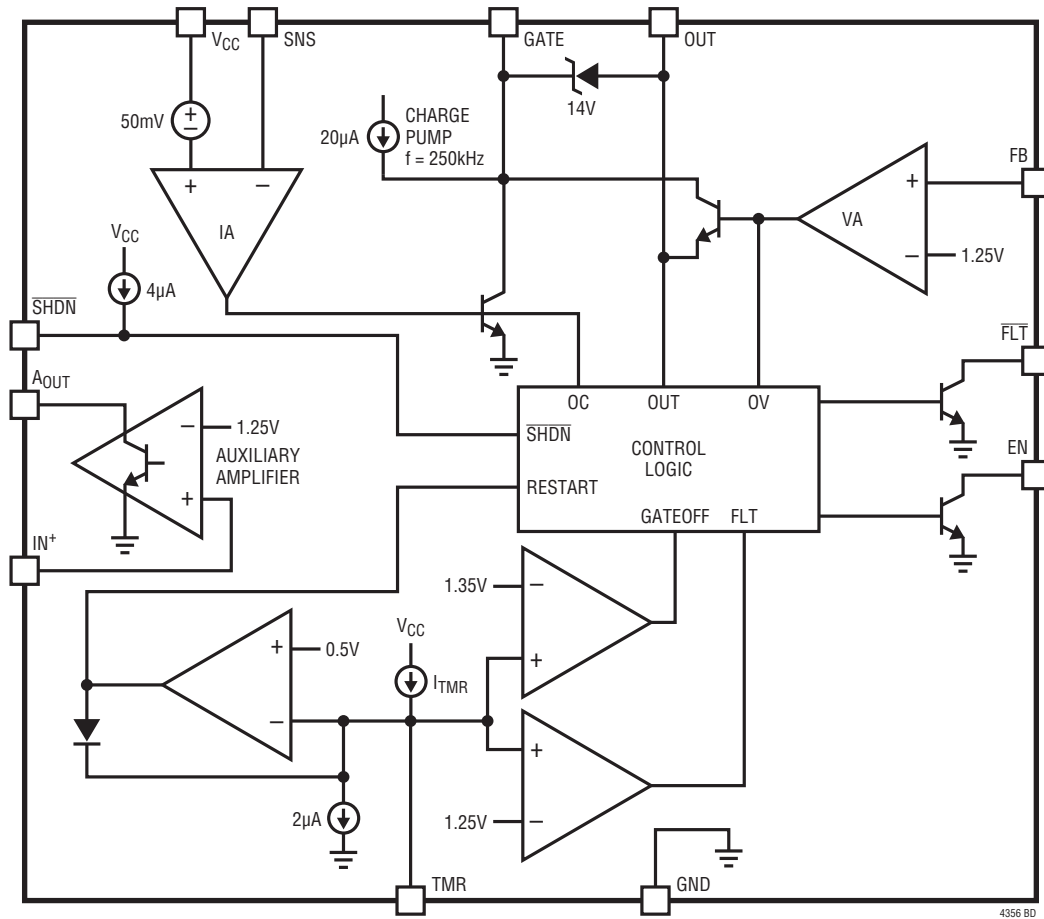 VCC
SNS
GATE
OUT
50mV
+
−
20µA
CHARGE
PUMP
f = 250kHz
14V
FB
+
−
IA
+
−
VA
1.25V
VCC
4µA
SHDN
FLT
AOUT
−
1.25V
AUXILIARY
AMPLIFIER
+
OC
OUT
OV
SHDN
CONTROL
LOGIC
RESTART
GATEOFF
FLT
EN
IN+
1.35V
−
+
0.5V
+
−
VCC
ITMR
+
1.25V
−
2µA
TMR
GND
4356 BD